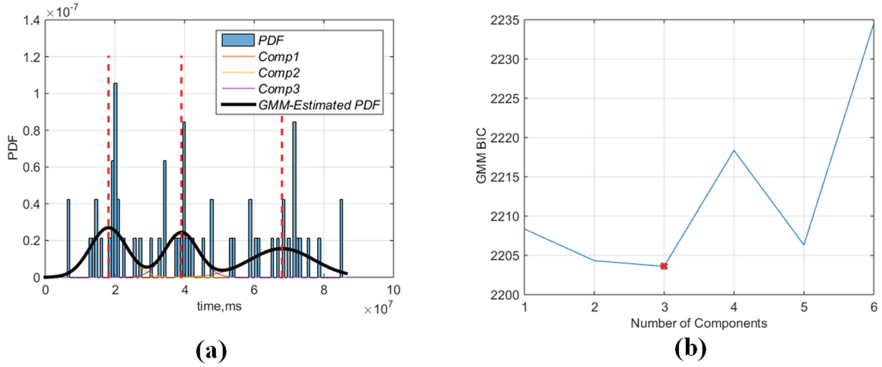 1.4 ×10⁻⁷
1.2
1
0.8
0.6
0.4
0.2
0
PDF
PDF
Comp1
Comp2
Comp3
GMM-Estimated PDF
0 2 4 6 8 10
time,ms
×10⁷
(a)
2235
2230
2225
2220
2215
2210
2205
2200
GMM BIC
1 2 3 4 5 6
Number of Components
(b)